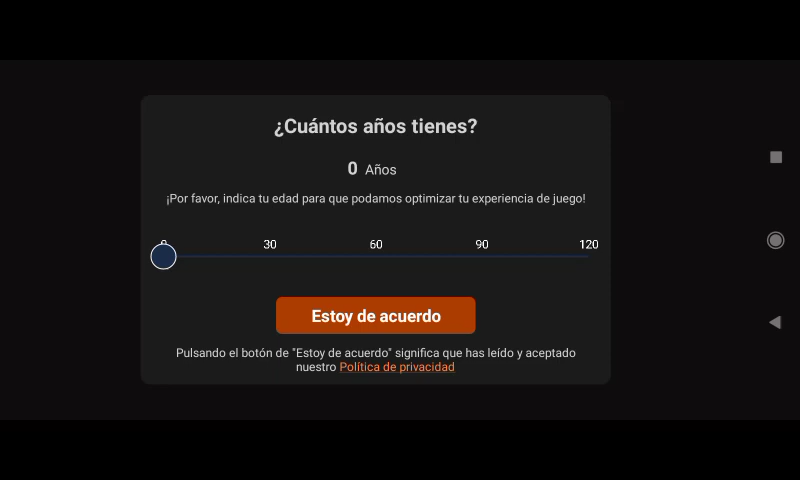 ¿Cuántos años tienes?
0 Años
¡Por favor, indica tu edad para que podamos optimizar tu experiencia de juego!
0 30 60 90 120
Estoy de acuerdo
Pulsando el botón de "Estoy de acuerdo" significa que has leído y aceptado
nuestro Política de privacidad